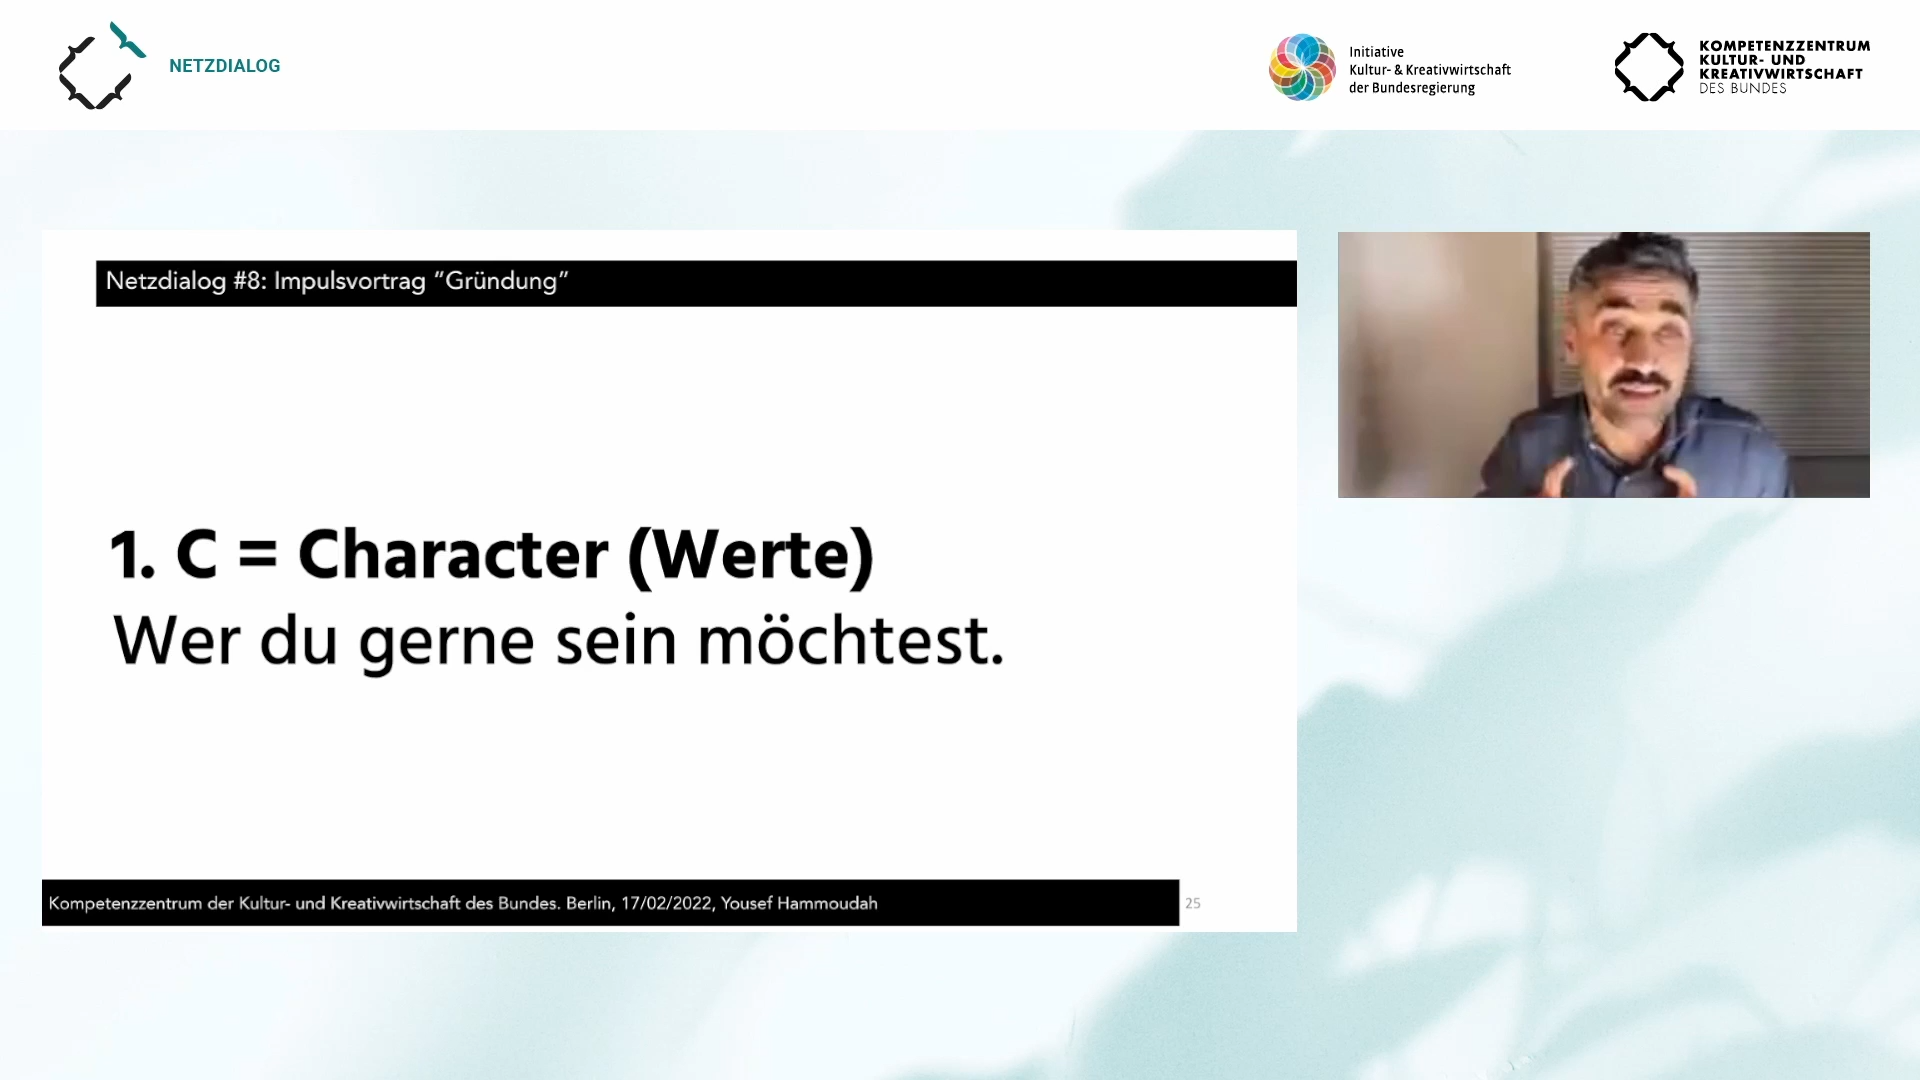 NETZDIALOG
Initiative
Kultur- & Kreativwirtschaft
der Bundesregierung
KOMPETENZZENTRUM
KULTUR- UND
KREATIVWIRTSCHAFT
DES BUNDES
Netzdialog #8: Impulsvortrag “Gründung”
1. C = Character (Werte)
Wer du gerne sein möchtest.
Kompetenzzentrum der Kultur- und Kreativwirtschaft des Bundes. Berlin, 17/02/2022, Yousef Hammoudah
25